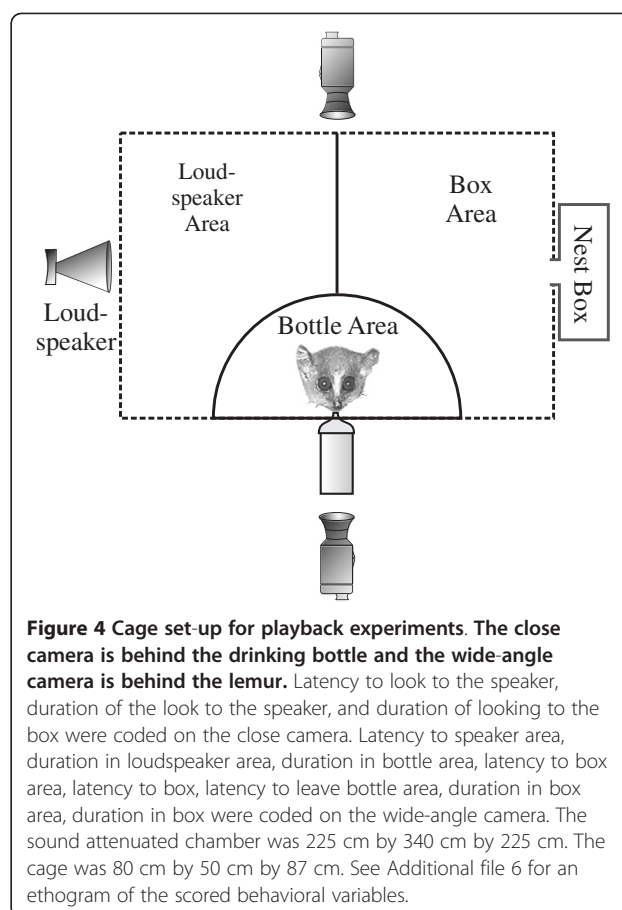 Loud-
speaker
Area
Box
Area
Nest Box
Loud-
speaker
Bottle Area
Figure 4 Cage set-up for playback experiments. The close
camera is behind the drinking bottle and the wide-angle
camera is behind the lemur. Latency to look to the speaker,
duration of the look to the speaker, and duration of looking to the
box were coded on the close camera. Latency to speaker area,
duration in loudspeaker area, duration in bottle area, latency to box
area, latency to box, latency to leave bottle area, duration in box
area, duration in box were coded on the wide-angle camera. The
sound attenuated chamber was 225 cm by 340 cm by 225 cm. The
cage was 80 cm by 50 cm by 87 cm. See Additional file 6 for an
ethogram of the scored behavioral variables.